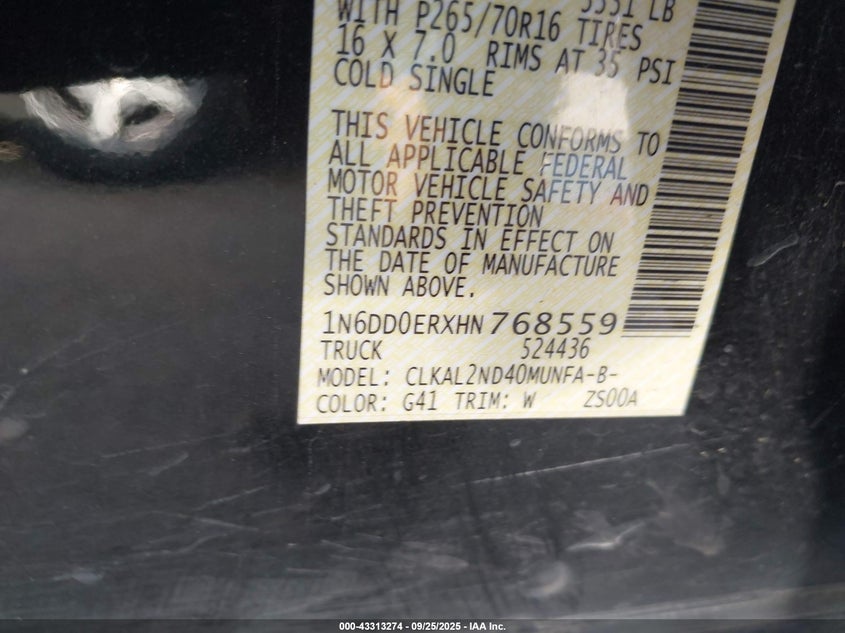 5551 LB
WITH P265/70R16 TIRES
16 X 7.0 RIMS AT 35 PSI
COLD SINGLE
THIS VEHICLE CONFORMS TO
ALL APPLICABLE FEDERAL
MOTOR VEHICLE SAFETY AND
THEFT PREVENTION
STANDARDS IN EFFECT ON
THE DATE OF MANUFACTURE
SHOWN ABOVE.
1N6DD0ERXHN768559
TRUCK 524436
MODEL: CLKAL2ND40MUNFA-B-
COLOR: G41 TRIM: W ZS00A
000-43313274 - 09/25/2025 - IAA Inc.